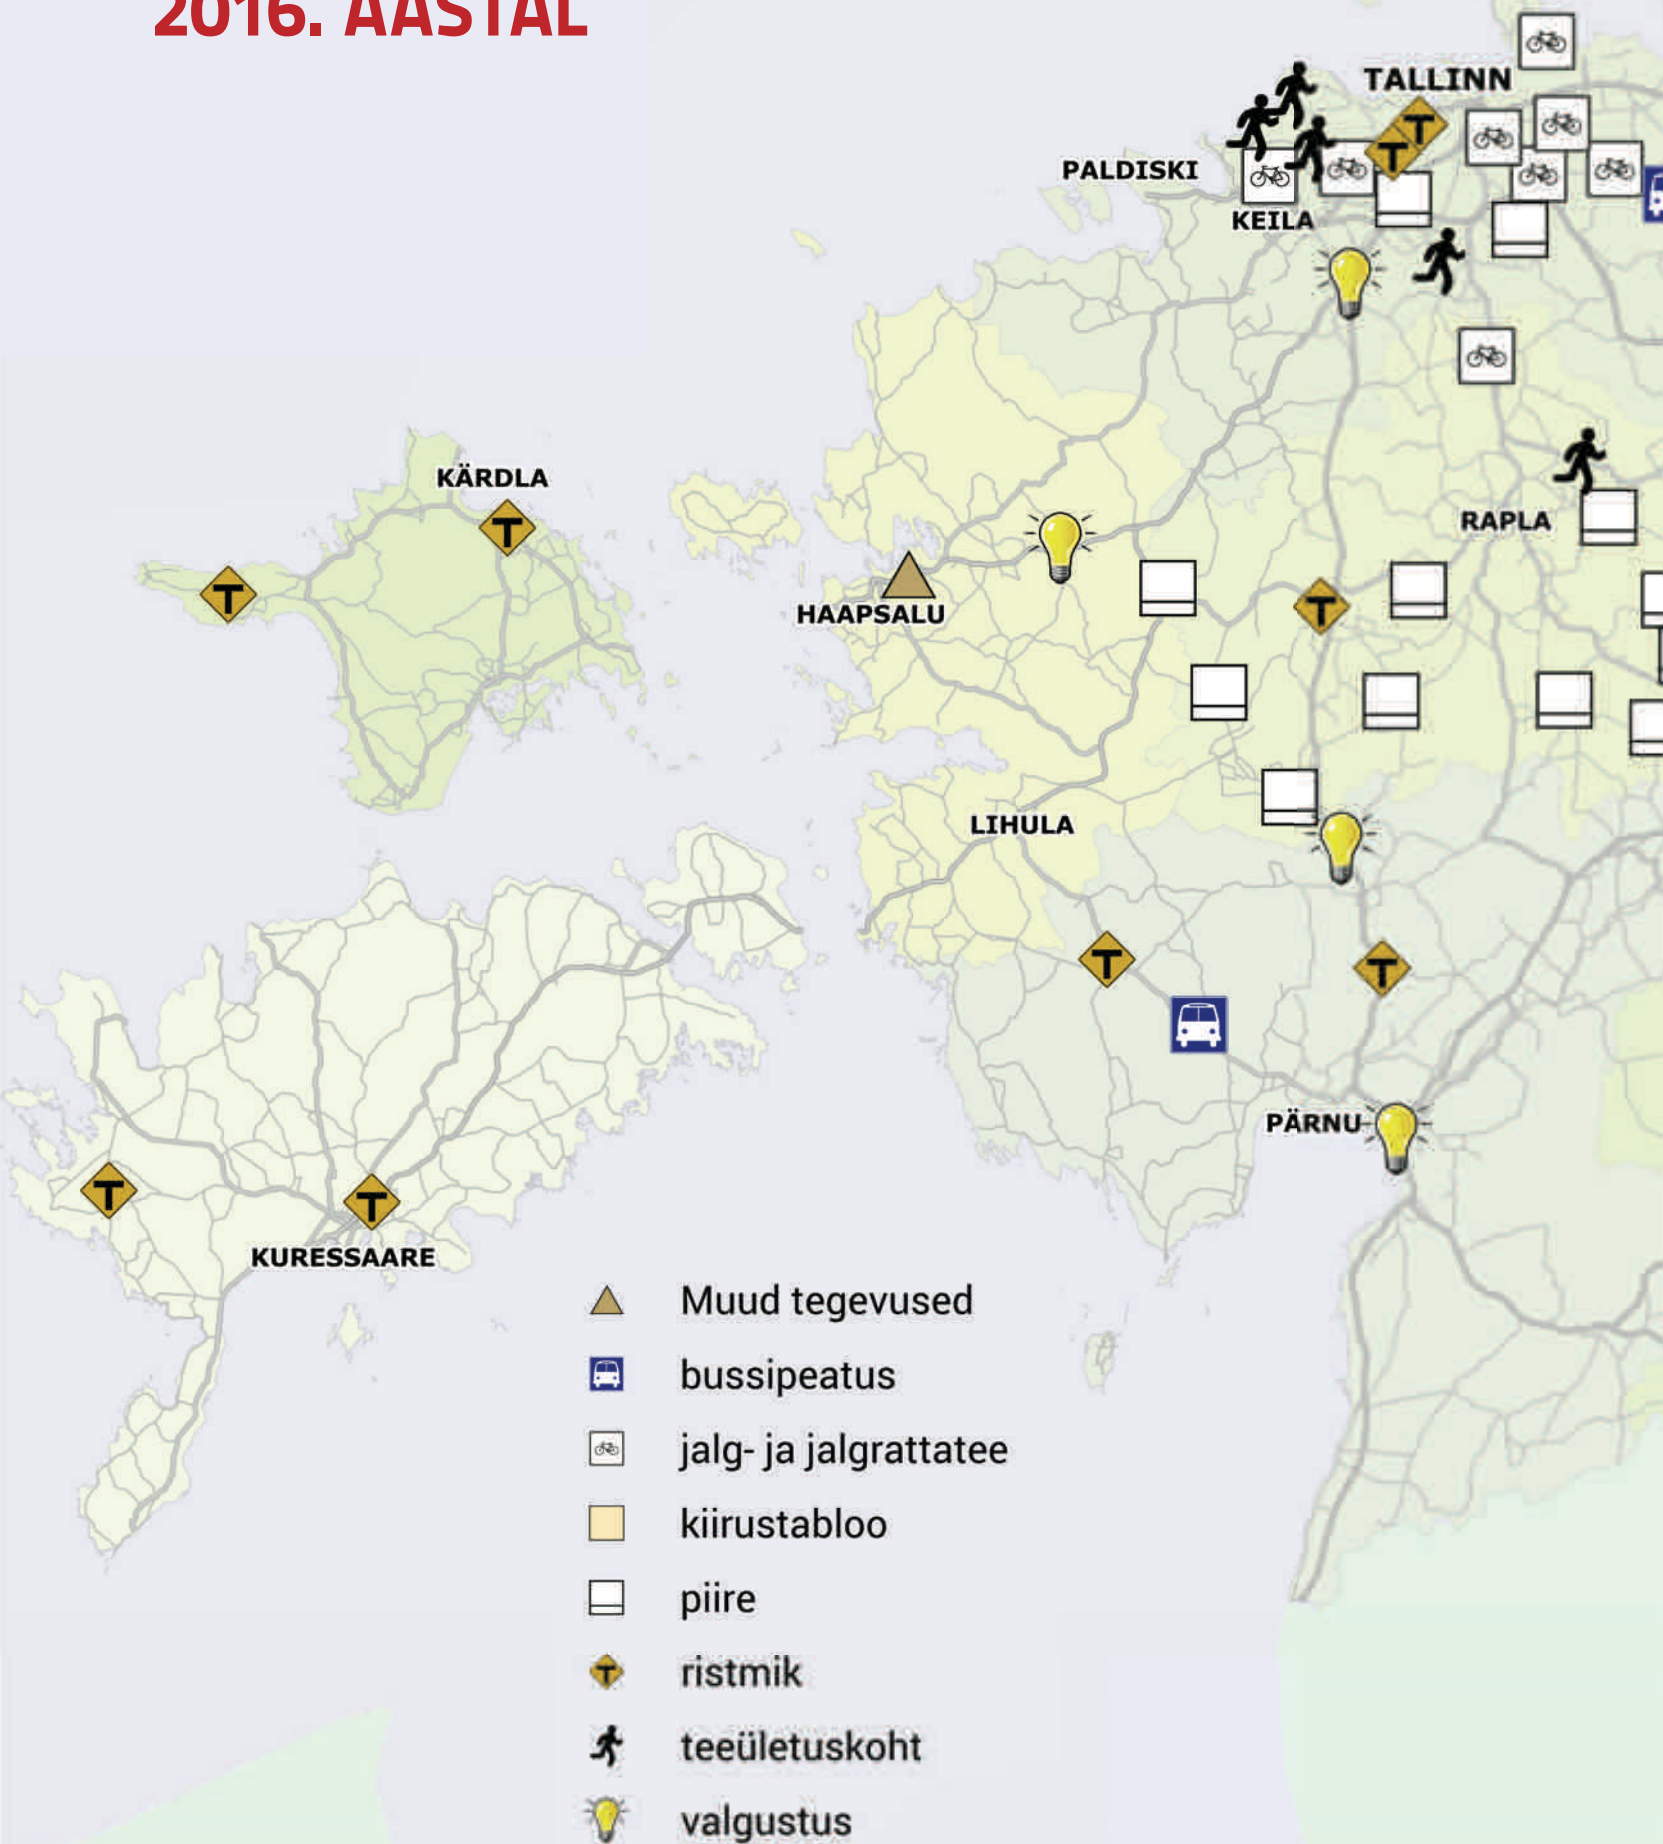 2016. AASTAL
TALLINN
PALDISKI
KEILA
KÄRDLA
RAPLA
HAAPSALU
LIHULA
PÄRNU
KURESSAARE
Muud tegevused
bussipeatus
jalg- ja jalgrattatee
kiirustabloo
piire
ristmik
teeületuskoht
valgustus